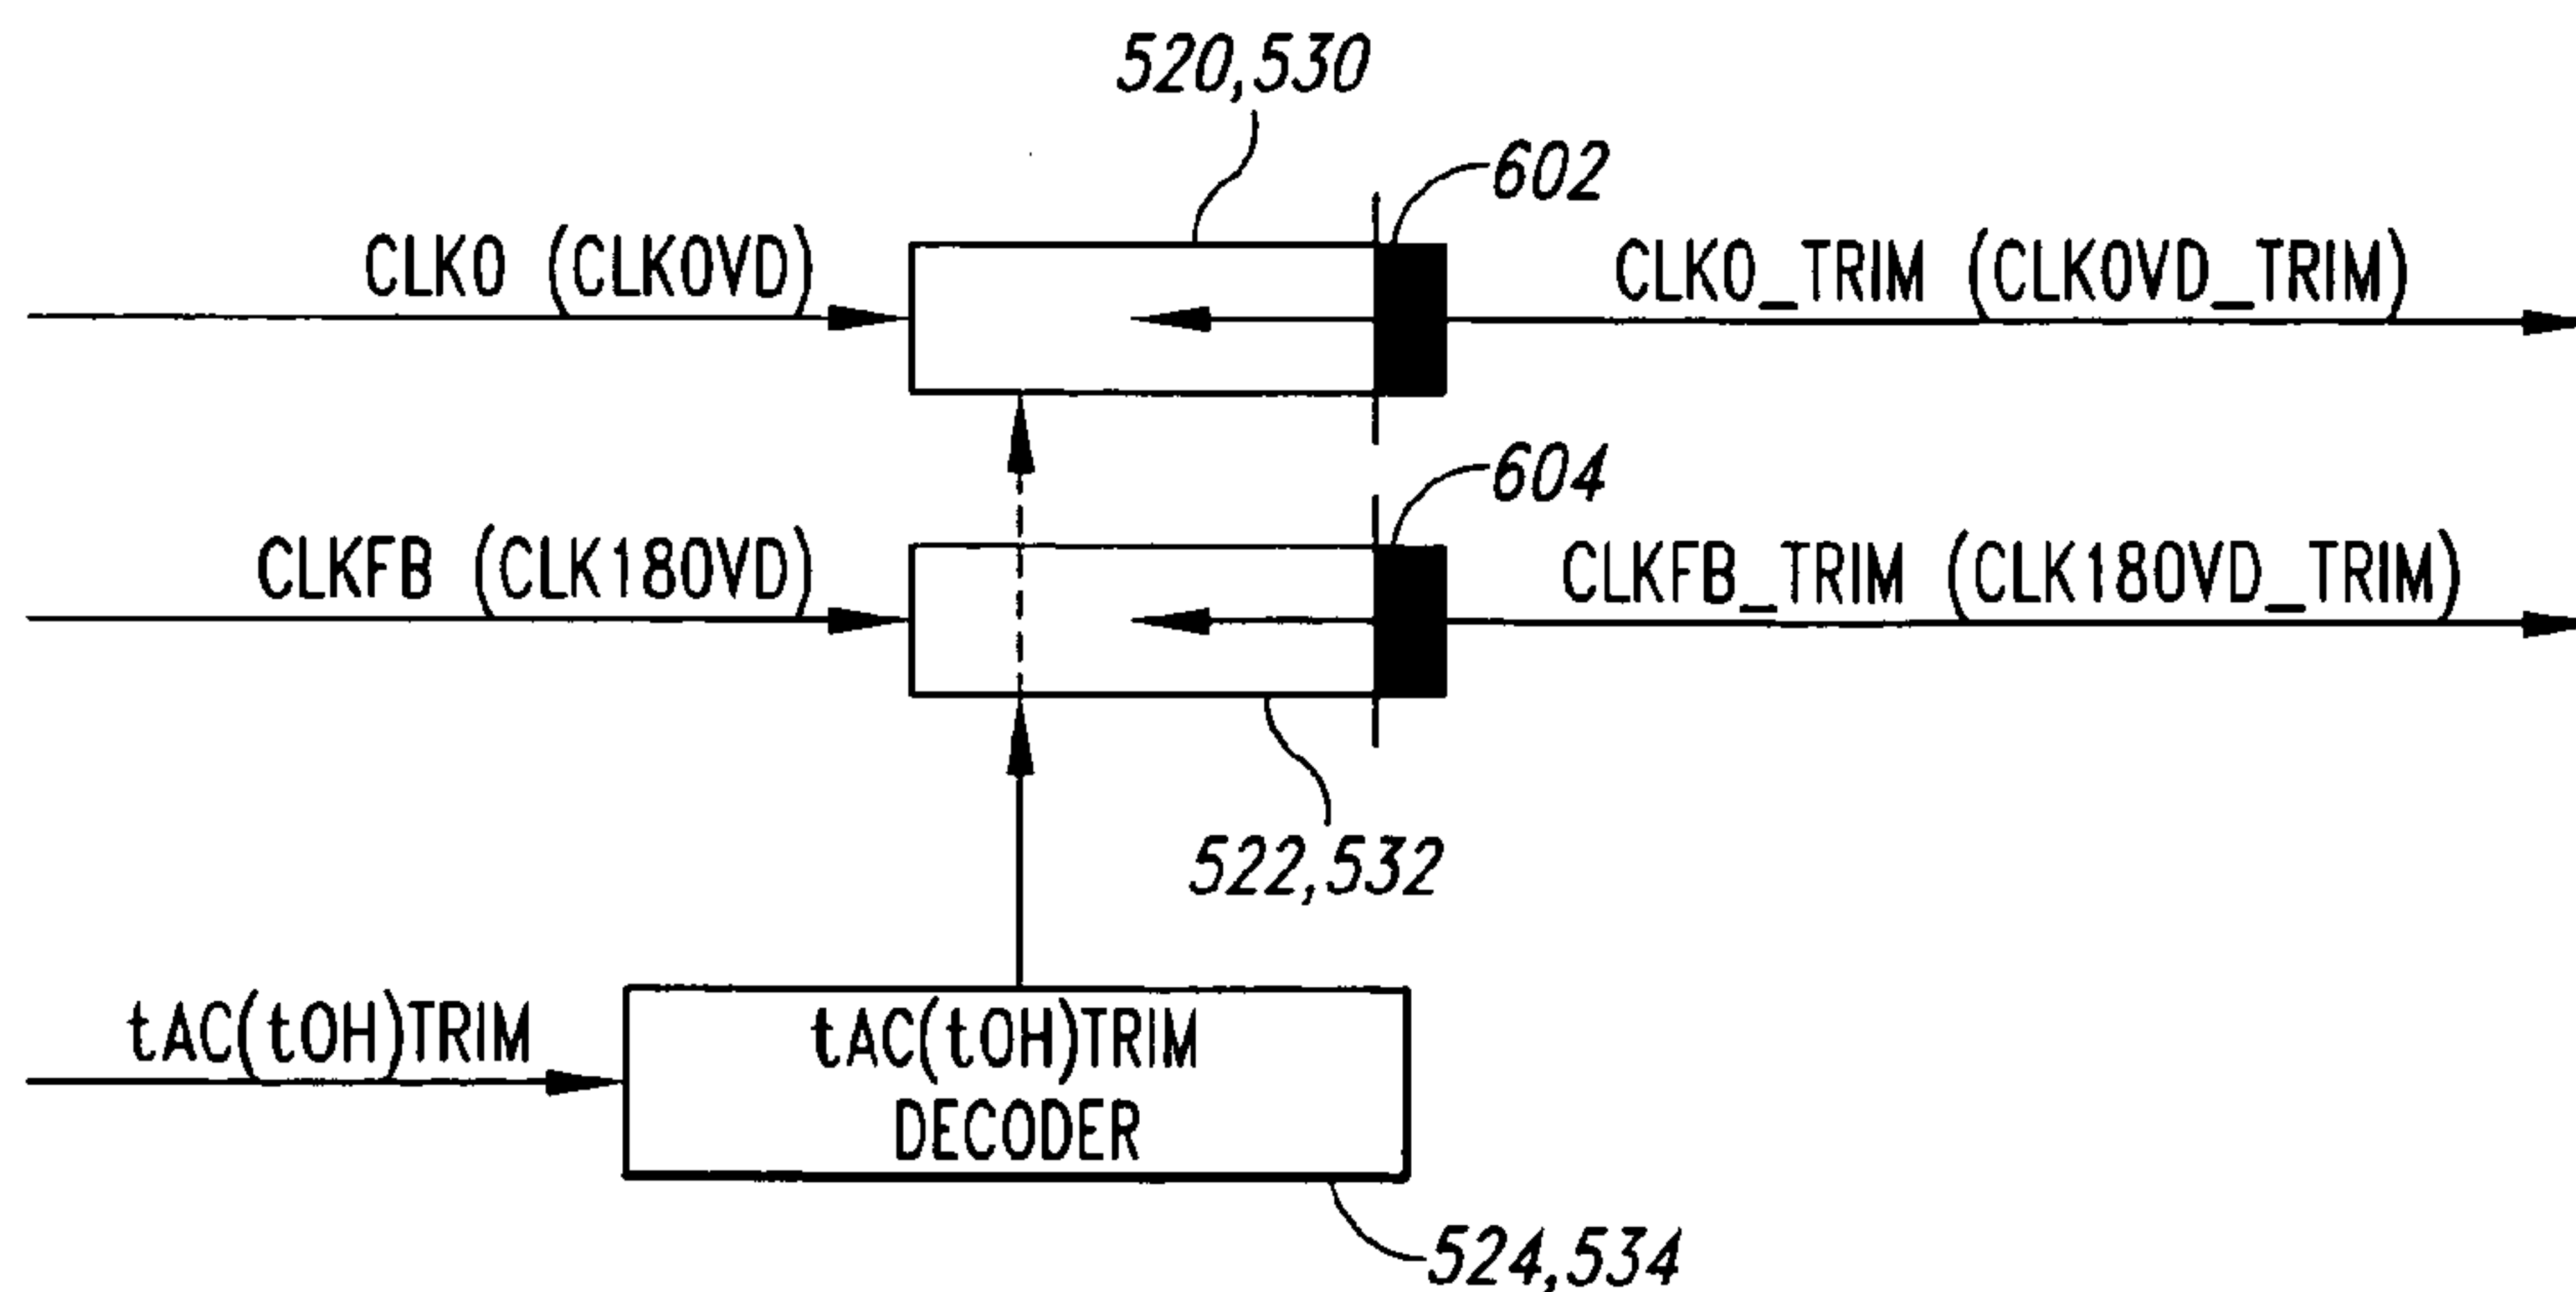 520,530
602
CLK0 (CLK0VD)
CLK0_TRIM (CLK0VD_TRIM)
604
CLKFB (CLK180VD)
CLKFB_TRIM (CLK180VD_TRIM)
522,532
tAC(tOH)TRIM
tAC(tOH)TRIM
DECODER
524,534